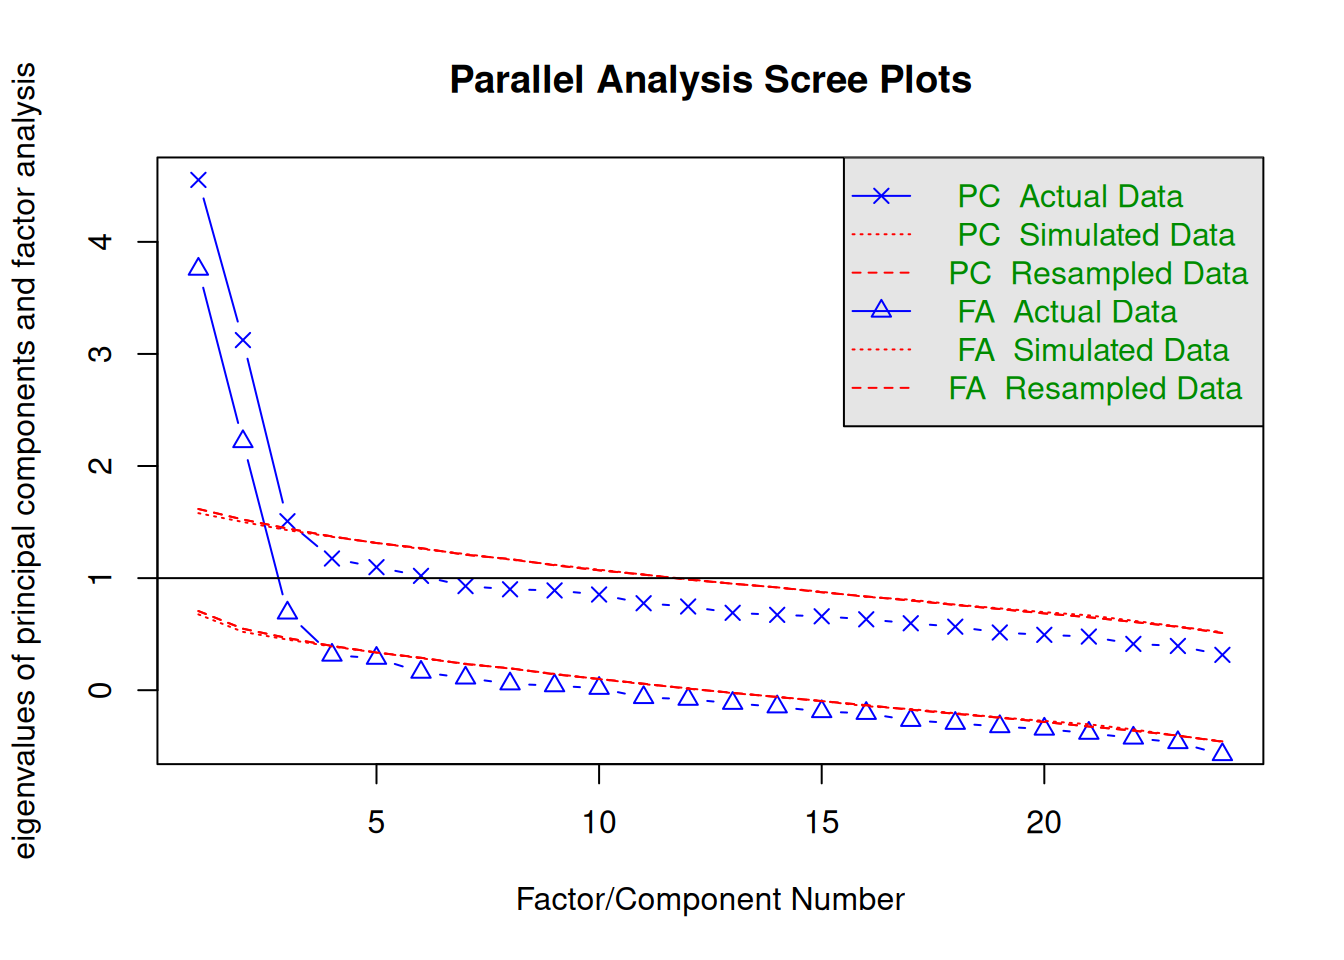 Parallel Analysis Scree Plots
eigenvalues of principal components and factor analysis
4
3
2
1
0
PC Actual Data
PC Simulated Data
PC Resampled Data
FA Actual Data
FA Simulated Data
FA Resampled Data
5 10 15 20
Factor/Component Number